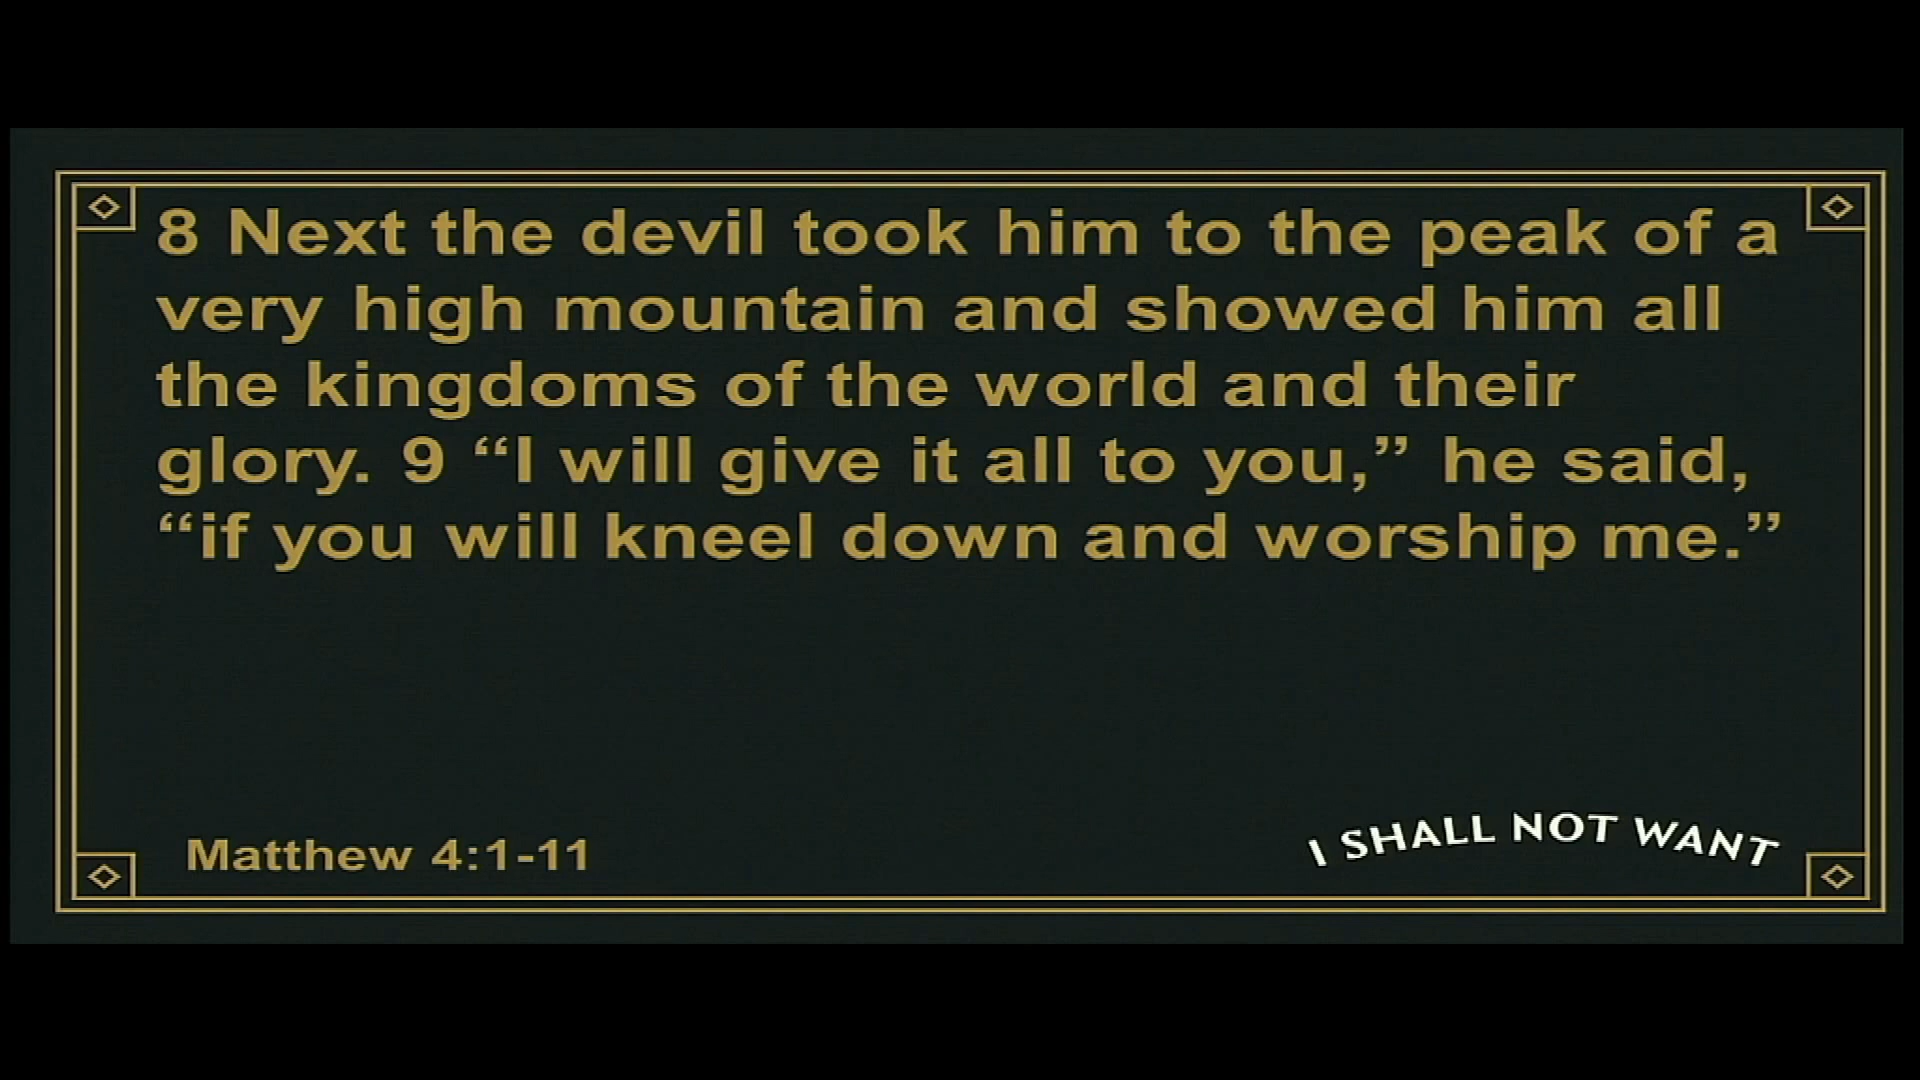 8 Next the devil took him to the peak of a
very high mountain and showed him all
the kingdoms of the world and their
glory. 9 “I will give it all to you,” he said,
“if you will kneel down and worship me.”
Matthew 4:1-11
I SHALL NOT WANT